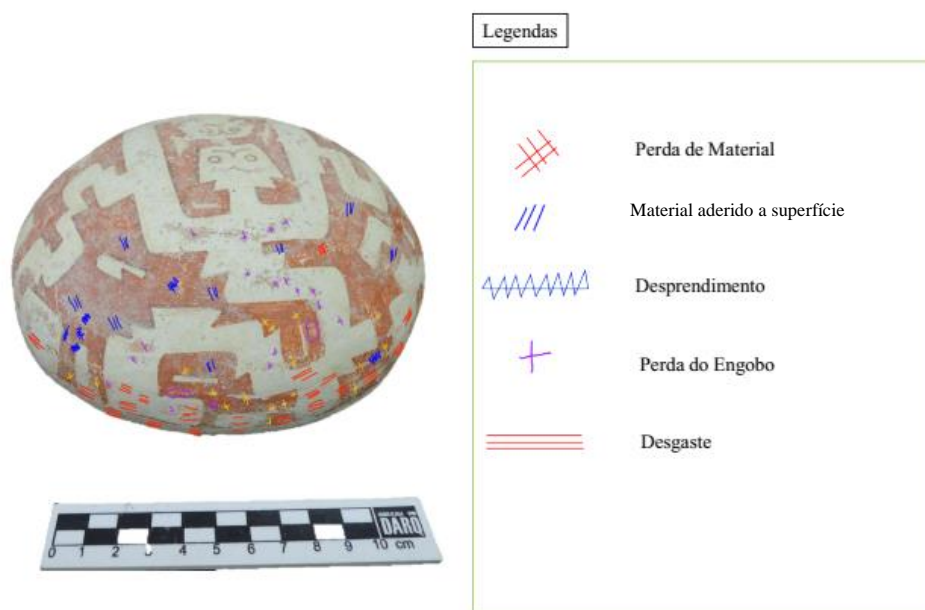 Legendas
Perda de Material
Material aderido a superfície
Desprendimento
Perda do Engobo
Desgaste
DARQ
0 1 2 3 4 5 6 7 8 9 10 cm